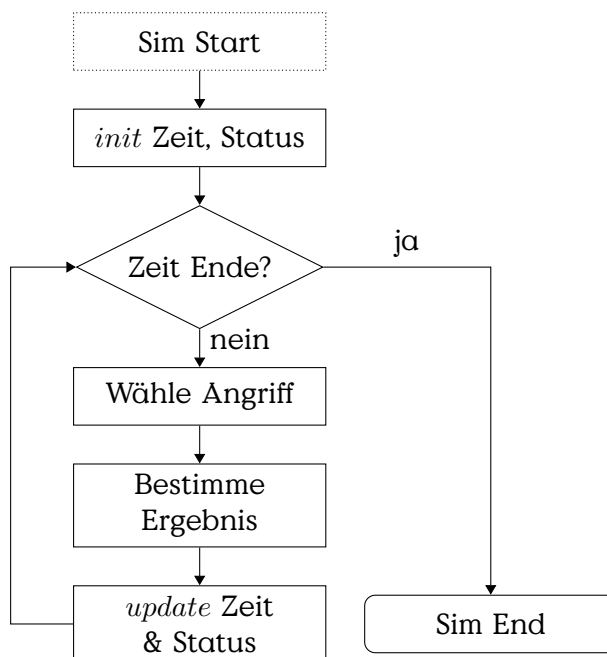 Sim Start
init Zeit, Status
Zeit Ende?
ja
nein
Wähle Angriff
Bestimme
Ergebnis
update Zeit
& Status
Sim End